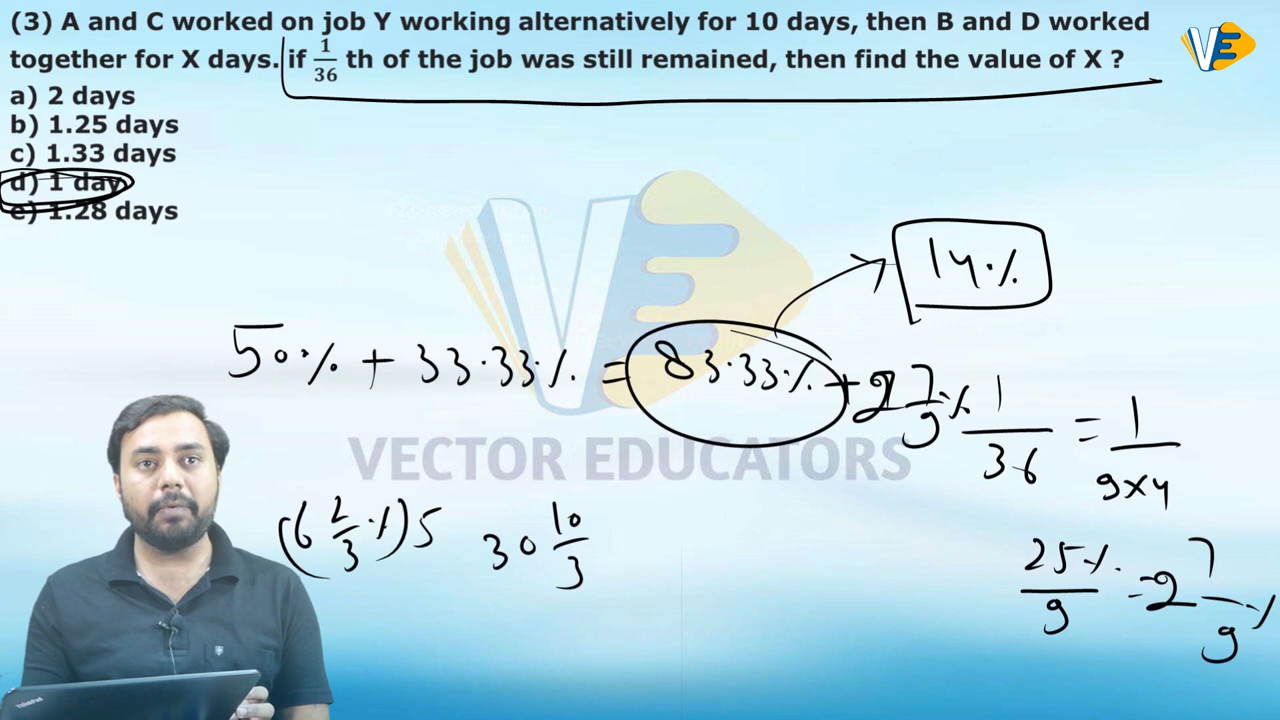 (3) A and C worked on job Y working alternatively for 10 days, then B and D worked
together for X days. if 1/36 th of the job was still remained, then find the value of X ?
a) 2 days
b) 1.25 days
c) 1.33 days
d) 1 day
e) 1.28 days
VE
14%
50% + 33.33% = 83.33% + 2 7/9 % 1/36 = 1/9×4
VECTOR EDUCATORS
(6 2/3 %)5 30 10/3
25%/9 = 2 7/9 %
ThinkPad